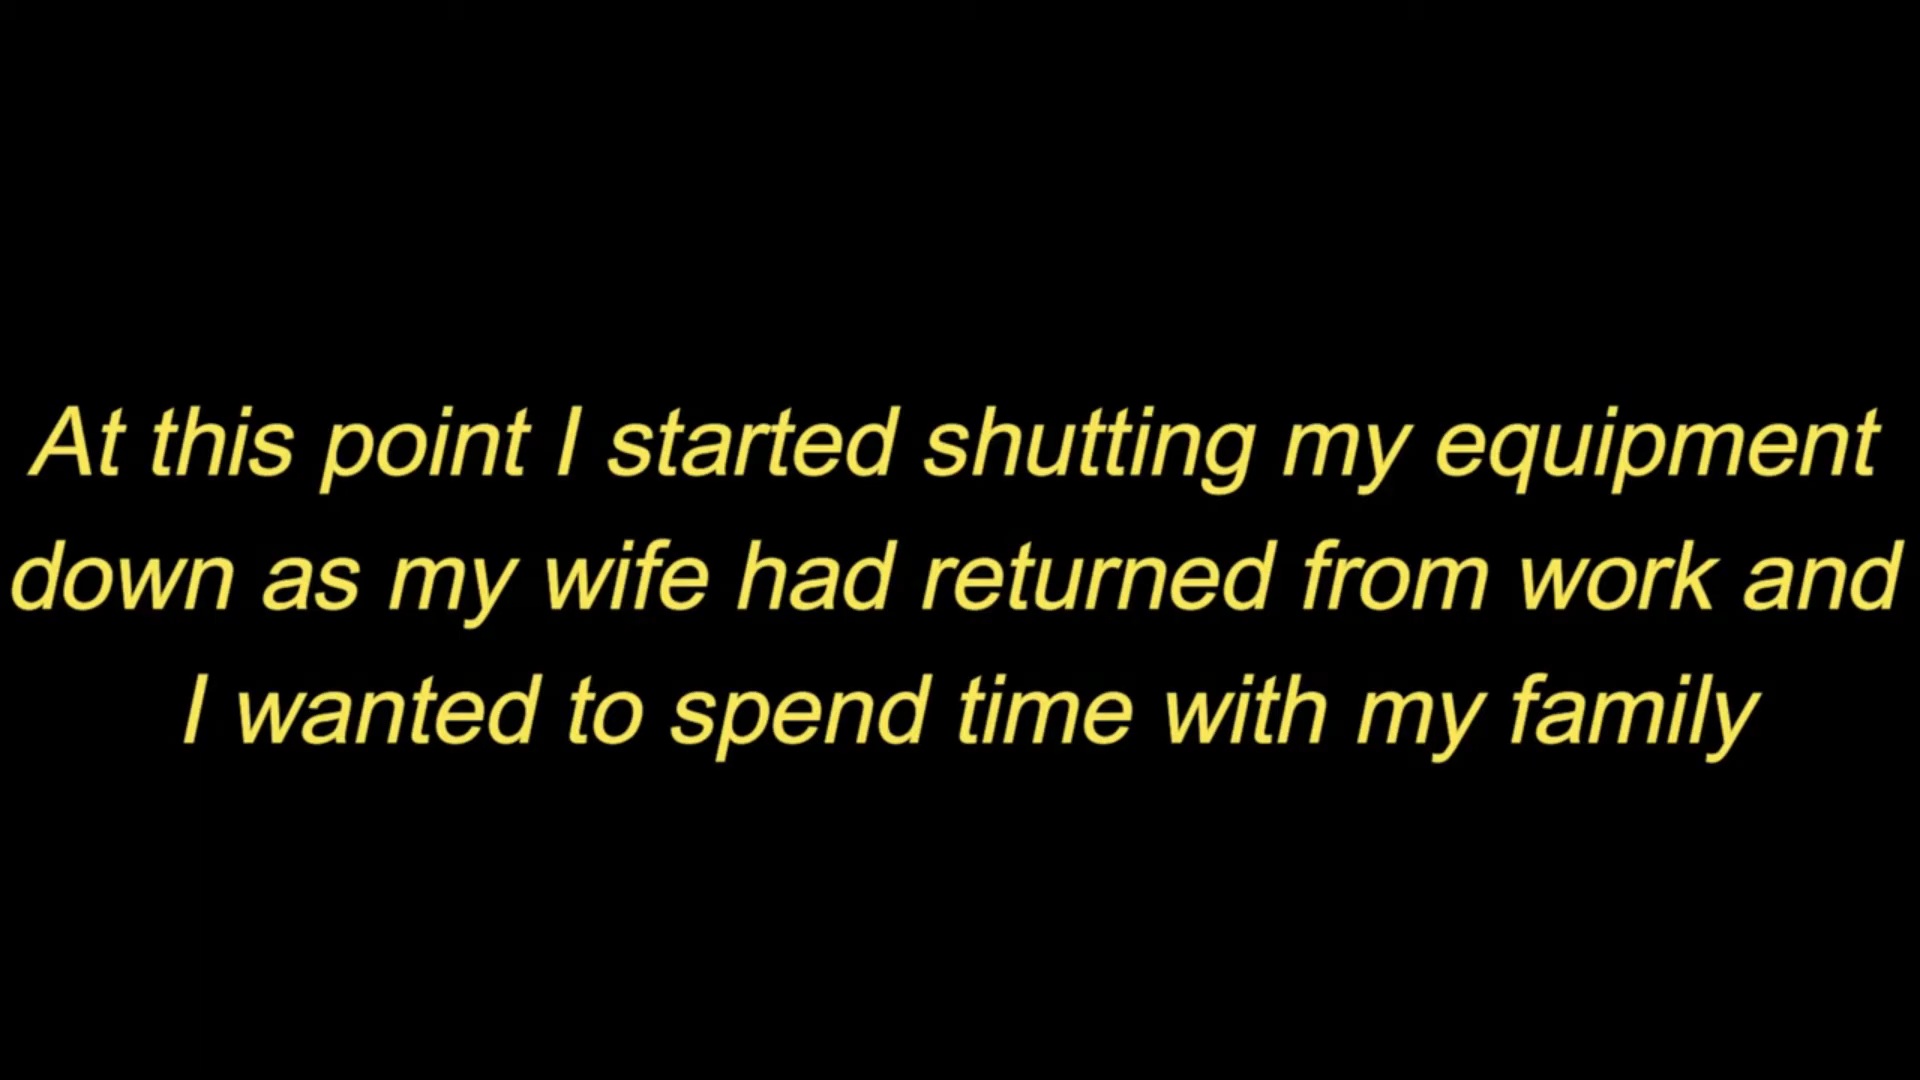 At this point I started shutting my equipment
down as my wife had returned from work and
I wanted to spend time with my family